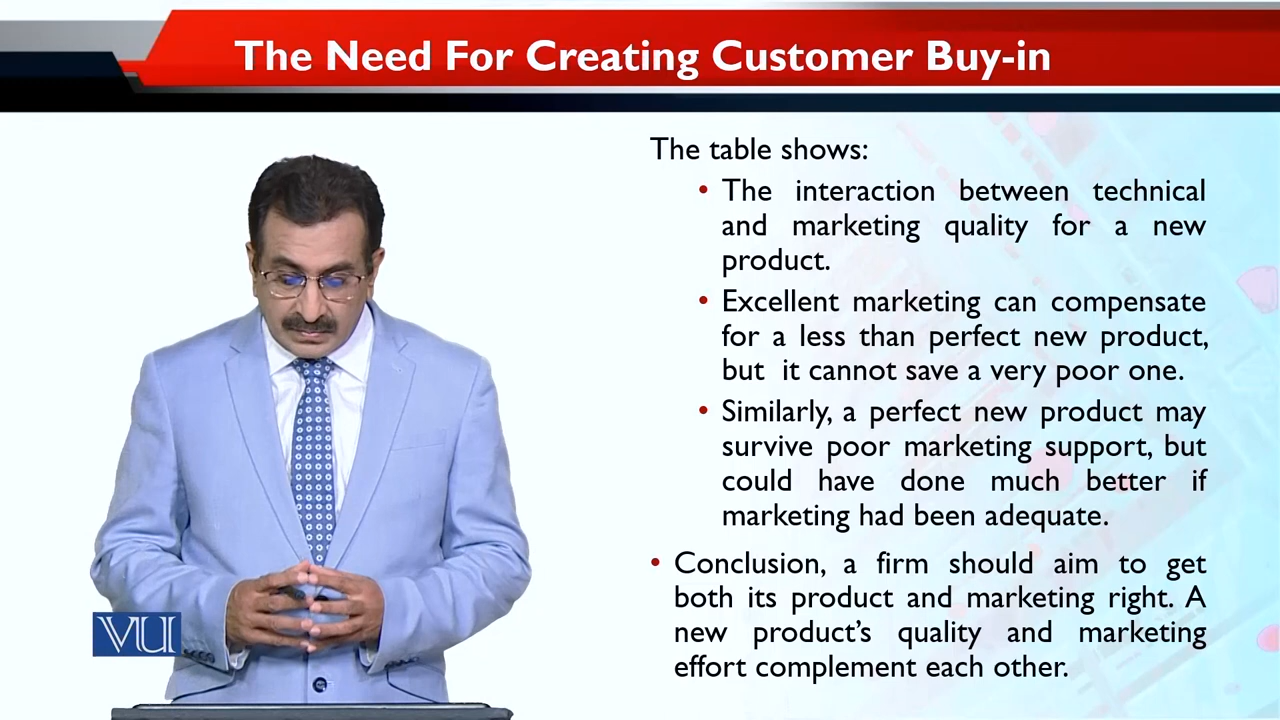 The Need For Creating Customer Buy-in
The table shows:
• The interaction between technical
and marketing quality for a new
product.
• Excellent marketing can compensate
for a less than perfect new product,
but it cannot save a very poor one.
• Similarly, a perfect new product may
survive poor marketing support, but
could have done much better if
marketing had been adequate.
• Conclusion, a firm should aim to get
both its product and marketing right. A
new product’s quality and marketing
effort complement each other.
VU